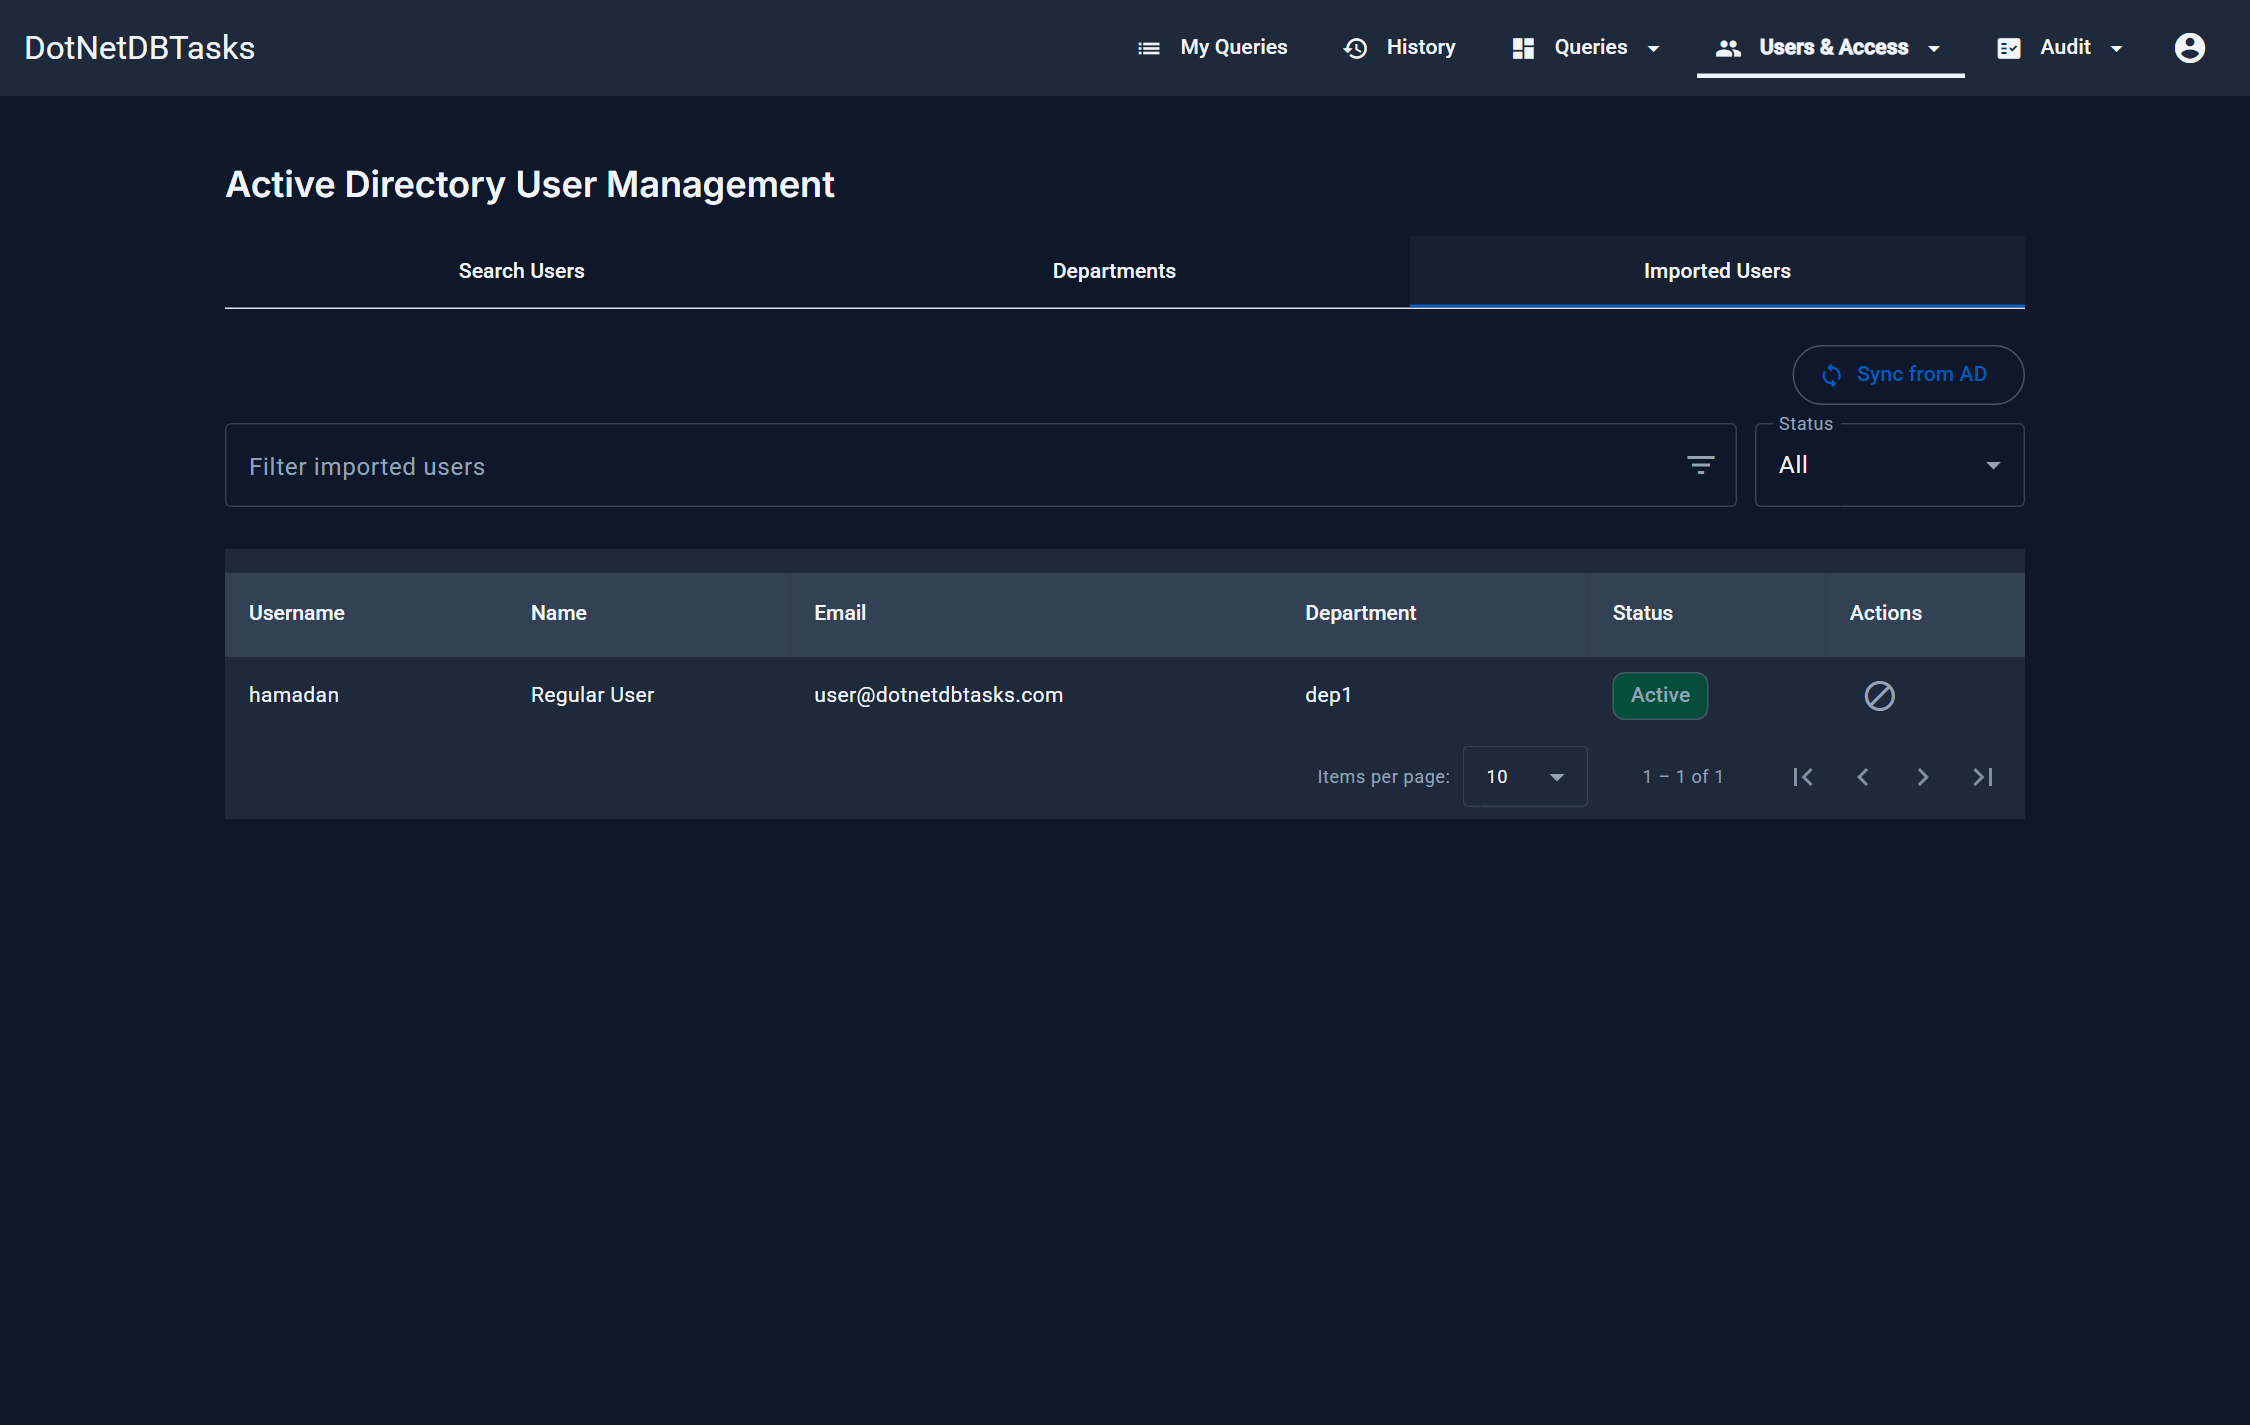 DotNetDBTasks
My Queries History Queries Users & Access Audit
Active Directory User Management
Search Users Departments Imported Users
Sync from AD
Status
Filter imported users All
Username Name Email Department Status Actions
hamadan Regular User user@dotnetdbtasks.com dep1 Active
Items per page: 10 1 – 1 of 1